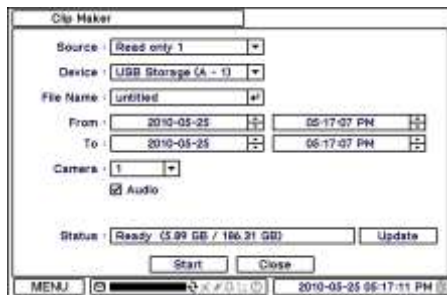 Clip Maker
Source : Read only 1
Device : USB Storage (A - 1)
File Name : untitled
From : 2010-05-25 05:17:07 PM
To : 2010-05-25 06:17:07 PM
Camera : 1
Audio
Status : Ready (5.89 GB / 186.31 GB) Update
Start Close
MENU 2010-05-25 05:17:11 PM